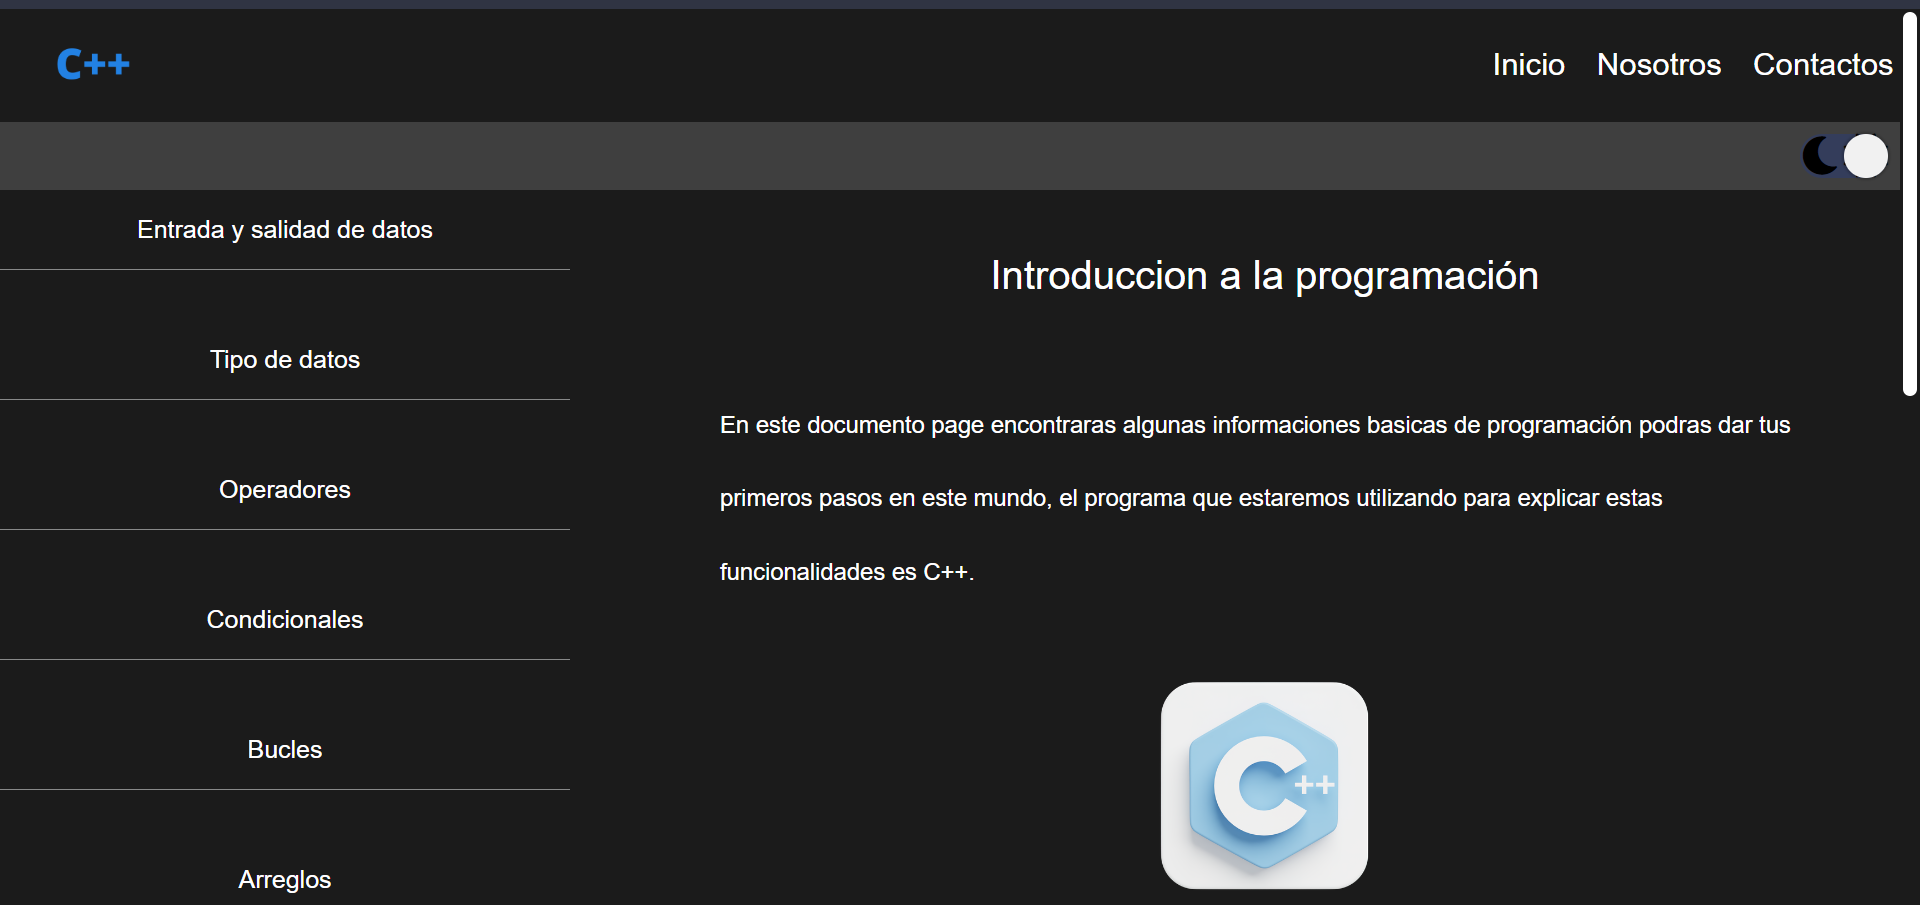 C++
Inicio Nosotros Contactos
Entrada y salidad de datos
Tipo de datos
Operadores
Condicionales
Bucles
Arreglos
Introduccion a la programación
En este documento page encontraras algunas informaciones basicas de programación podras dar tus
primeros pasos en este mundo, el programa que estaremos utilizando para explicar estas
funcionalidades es C++.
C++